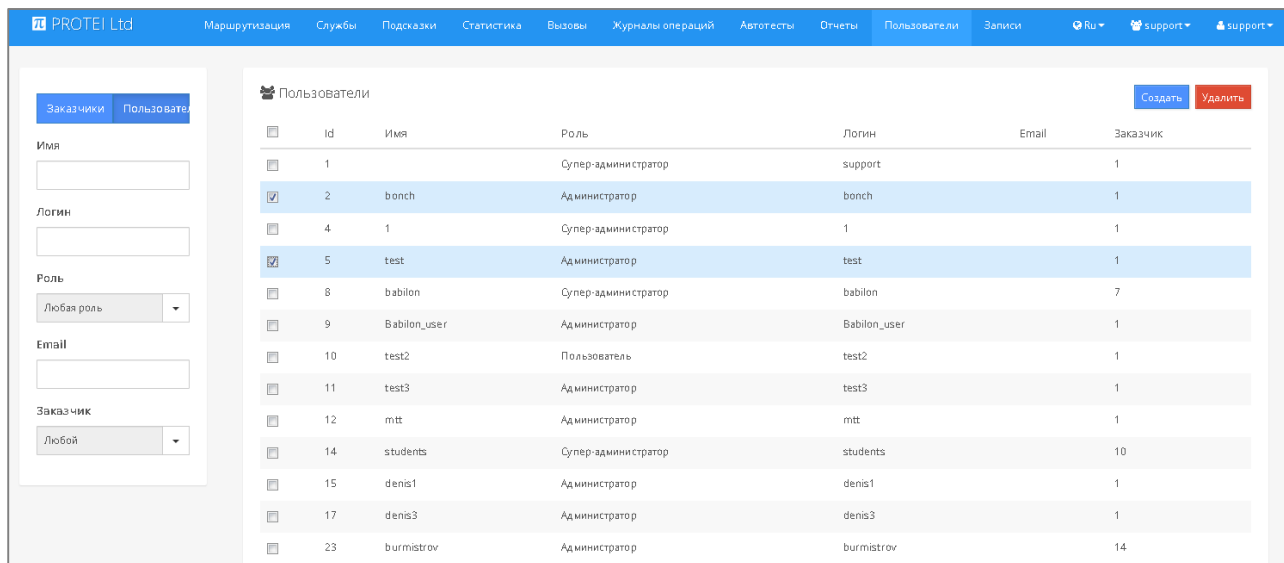 PROTEI Ltd Маршрутизация Службы Подсказки Статистика Вызовы Журналы операций Автотесты Отчеты Пользователи Записи Ru support support
Заказчики Пользовател
Имя
Логин
Роль
Любая роль
Email
Заказчик
Любой
Пользователи Создать Удалить
Id Имя Роль Логин Email Заказчик
1 Супер-администратор support 1
2 bonch Администратор bonch 1
4 1 Супер-администратор 1 1
5 test Администратор test 1
8 babilon Супер-администратор babilon 7
9 Babilon_user Администратор Babilon_user 1
10 test2 Пользователь test2 1
11 test3 Администратор test3 1
12 mtt Администратор mtt 1
14 students Супер-администратор students 10
15 denis1 Администратор denis1 1
17 denis3 Администратор denis3 1
23 burmistrov Администратор burmistrov 14